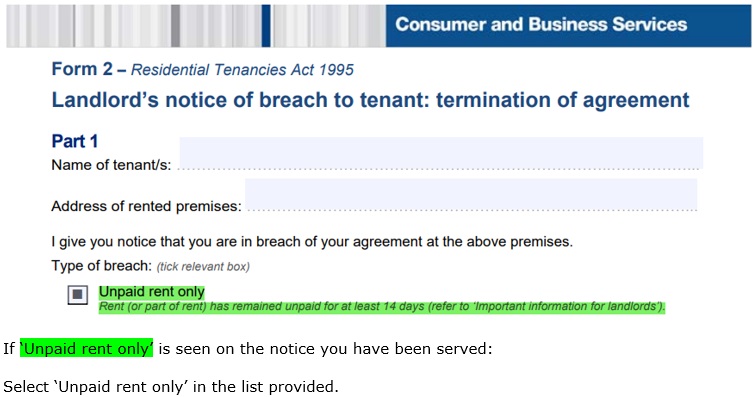 Consumer and Business Services
Form 2 – Residential Tenancies Act 1995
Landlord’s notice of breach to tenant: termination of agreement
Part 1
Name of tenant/s:
Address of rented premises:
I give you notice that you are in breach of your agreement at the above premises.
Type of breach: (tick relevant box)
Unpaid rent only
Rent (or part of rent) has remained unpaid for at least 14 days (refer to ‘Important information for landlords’).
If ‘Unpaid rent only’ is seen on the notice you have been served:
Select ‘Unpaid rent only’ in the list provided.